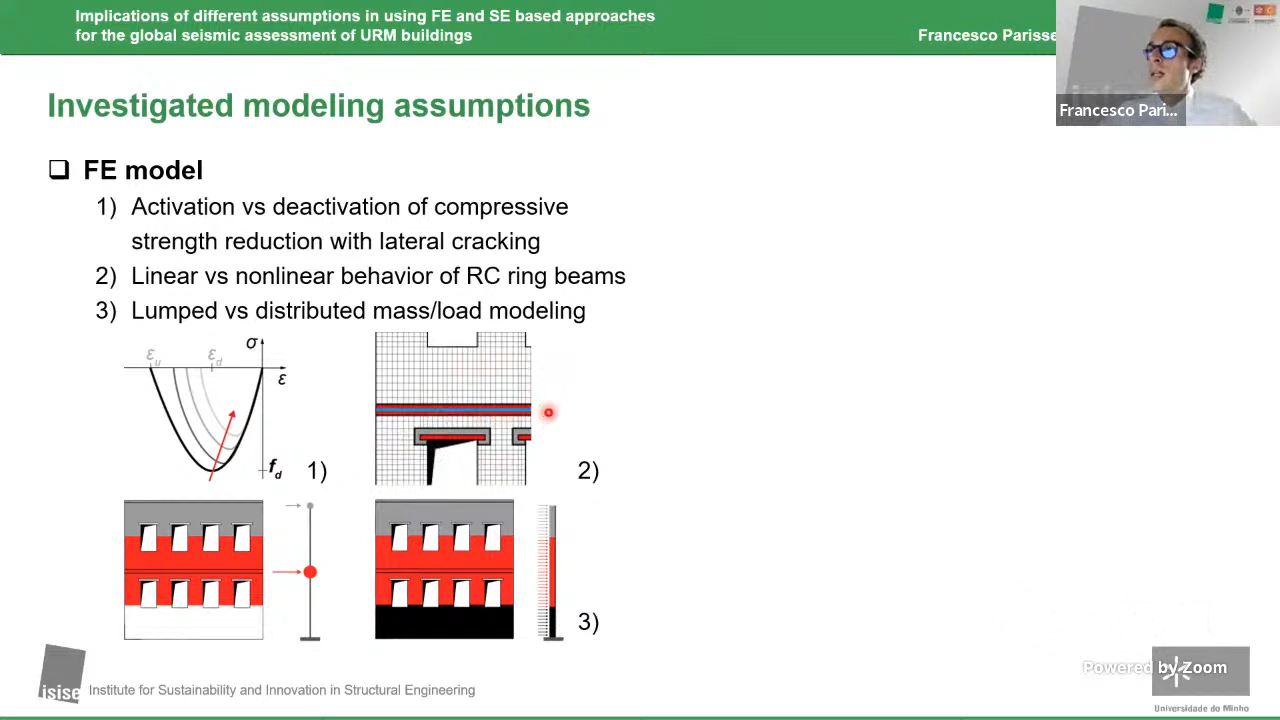 Implications of different assumptions in using FE and SE based approaches
for the global seismic assessment of URM buildings
Francesco Parisse
Francesco Pari...
Investigated modeling assumptions
FE model
1) Activation vs deactivation of compressive
strength reduction with lateral cracking
2) Linear vs nonlinear behavior of RC ring beams
3) Lumped vs distributed mass/load modeling
σ
εu εd
ε
fd
1)
2)
3)
isise
Institute for Sustainability and Innovation in Structural Engineering
Powered by Zoom
Universidade do Minho